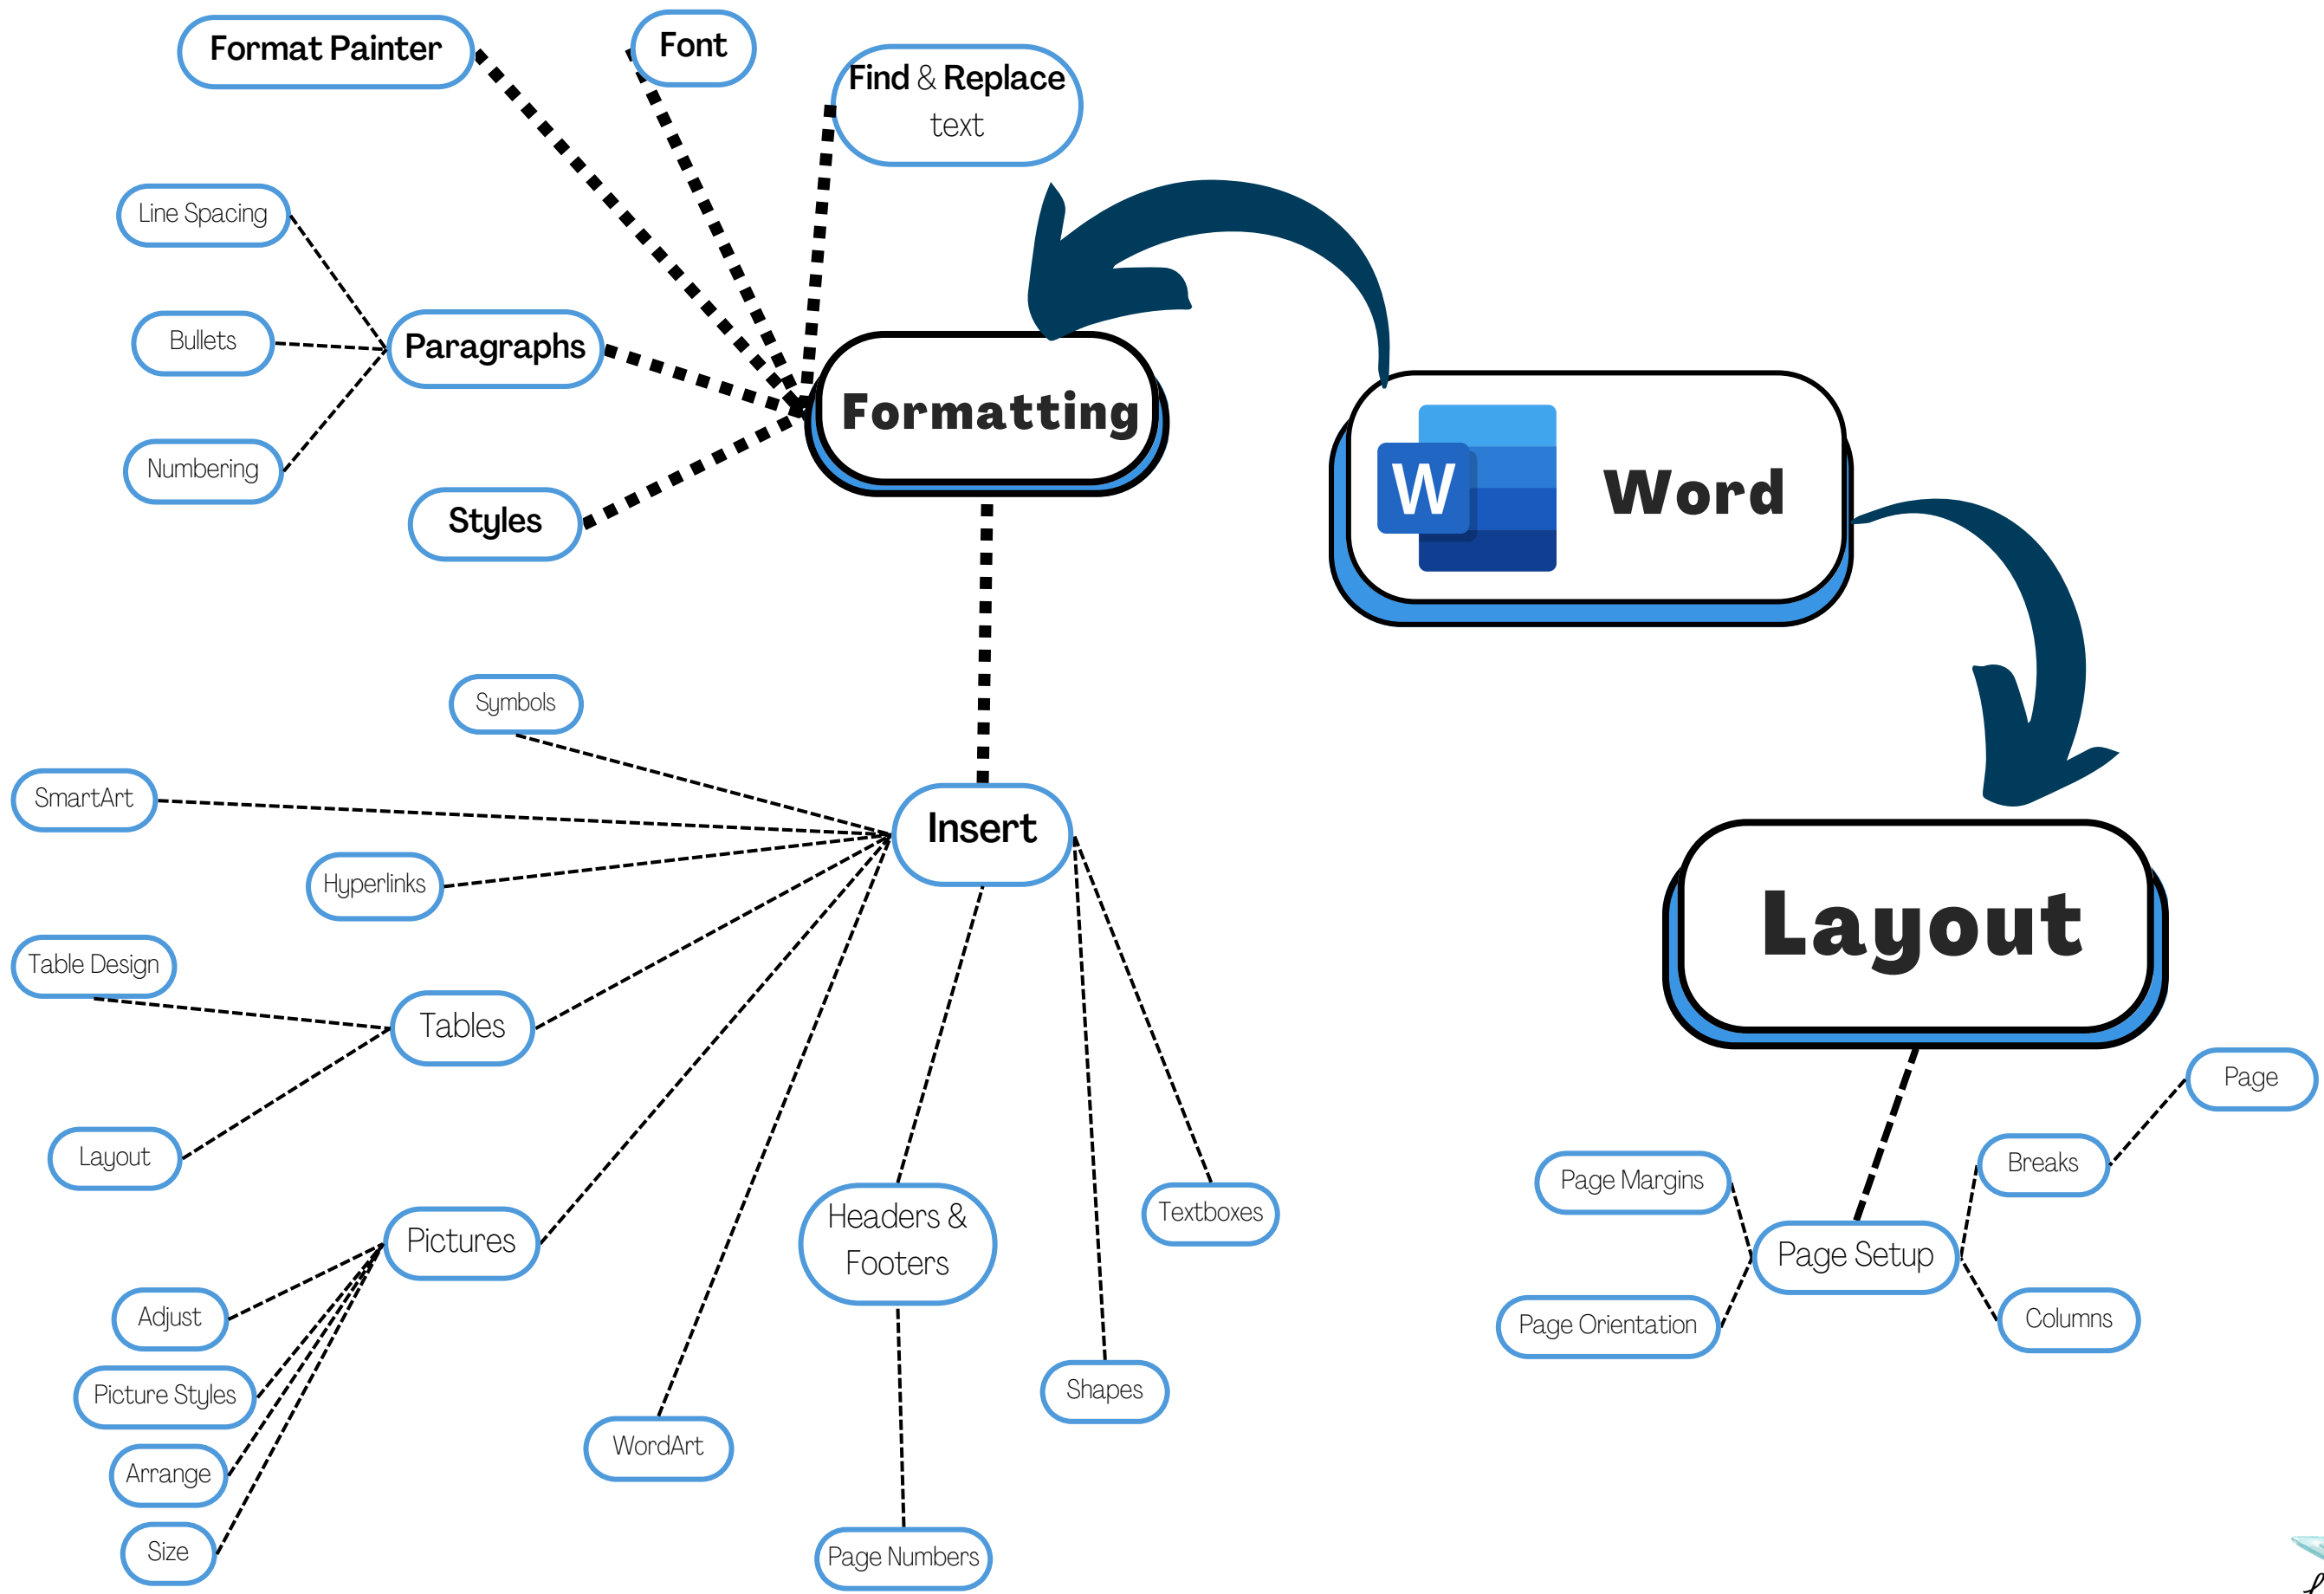 Format Painter
Font
Find & Replace
text
Line Spacing
Bullets
Paragraphs
Numbering
Styles
Formatting
W
Word
Symbols
SmartArt
Insert
Hyperlinks
Table Design
Tables
Layout
Pictures
Adjust
Picture Styles
Arrange
Size
WordArt
Headers &
Footers
Page Numbers
Textboxes
Shapes
Layout
Page
Breaks
Page Margins
Page Setup
Page Orientation
Columns